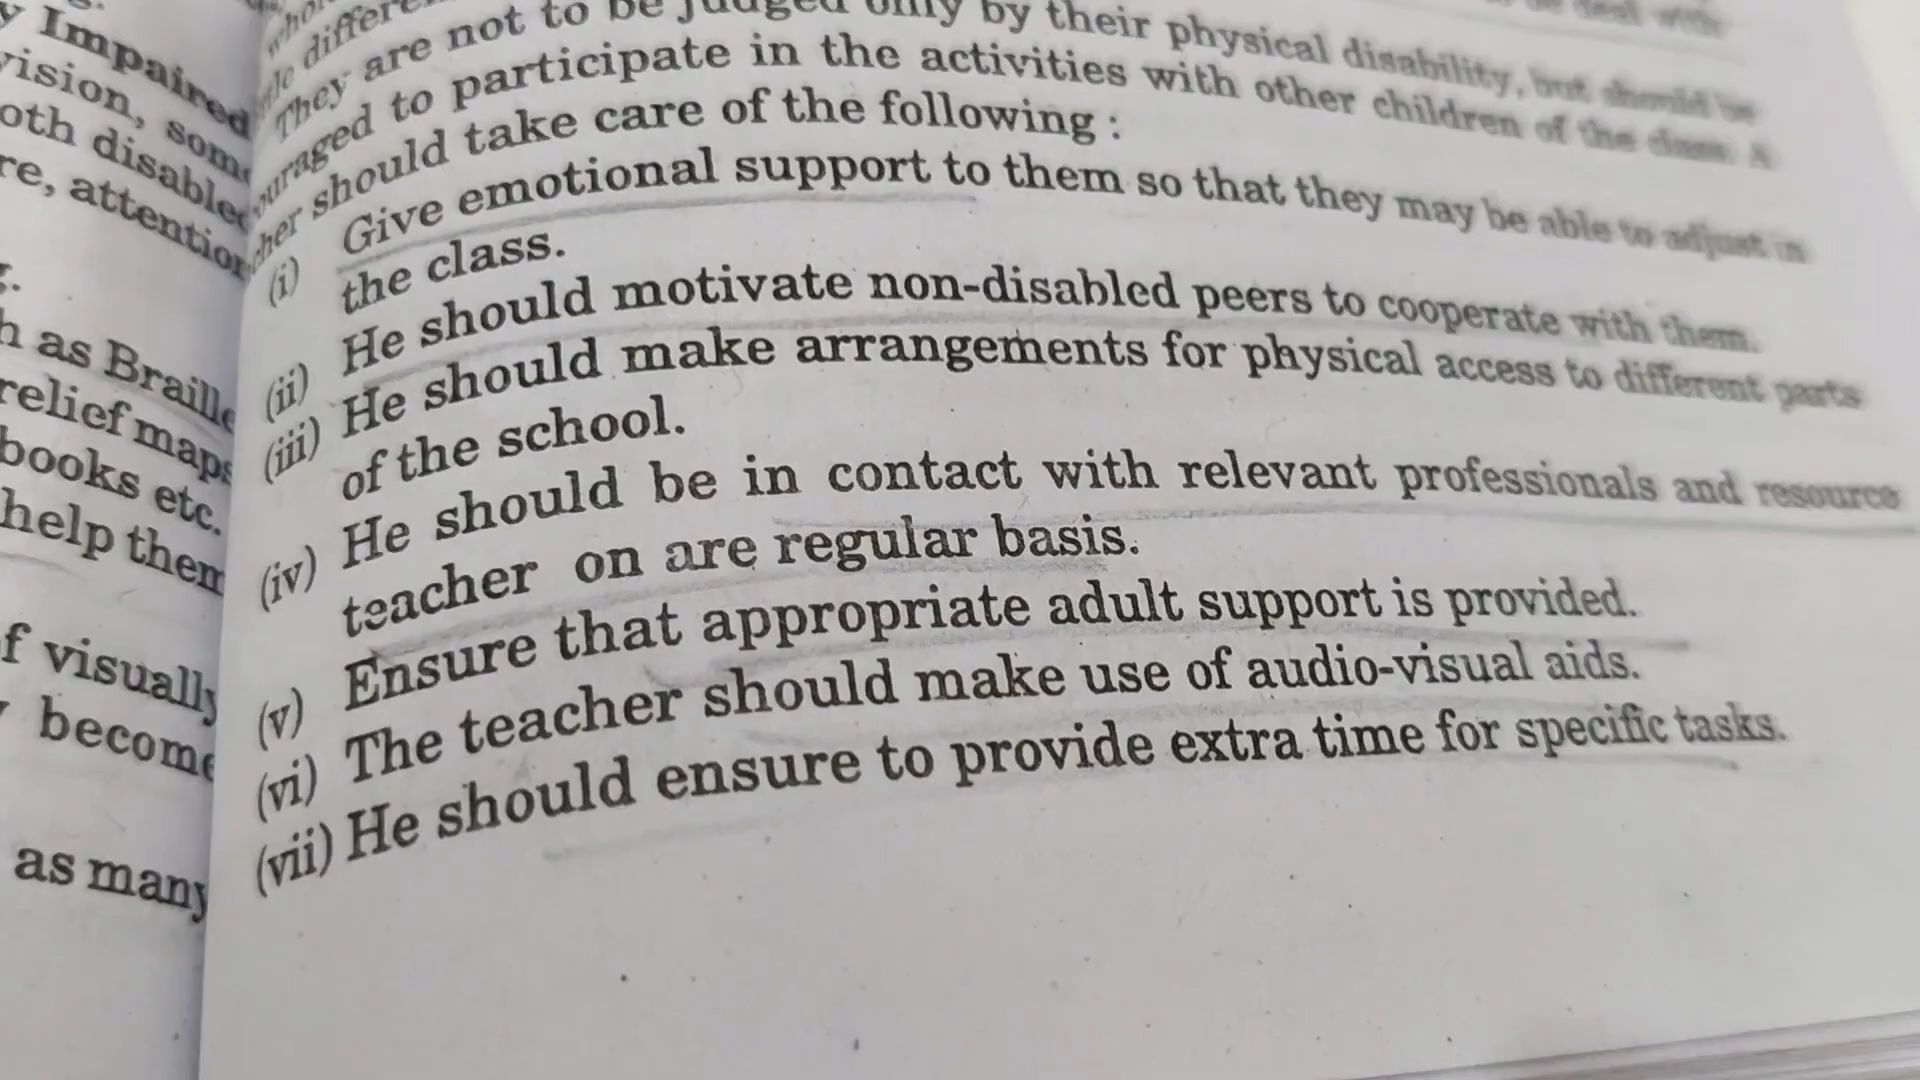 y Impaired
vision, some
oth disabled
re, attention
h as Braille
relief maps
books etc.
help them
f visually
become
as many
differe
They are not to be judged only by their physical disability, but should be
ouraged to participate in the activities with other children of the class. A
cher should take care of the following :
(i) Give emotional support to them so that they may be able to adjust in
the class.
(ii) He should motivate non-disabled peers to cooperate with them.
(iii) He should make arrangements for physical access to different parts
of the school.
(iv) He should be in contact with relevant professionals and resource
teacher on are regular basis.
(v) Ensure that appropriate adult support is provided.
(vi) The teacher should make use of audio-visual aids.
(vii) He should ensure to provide extra time for specific tasks.